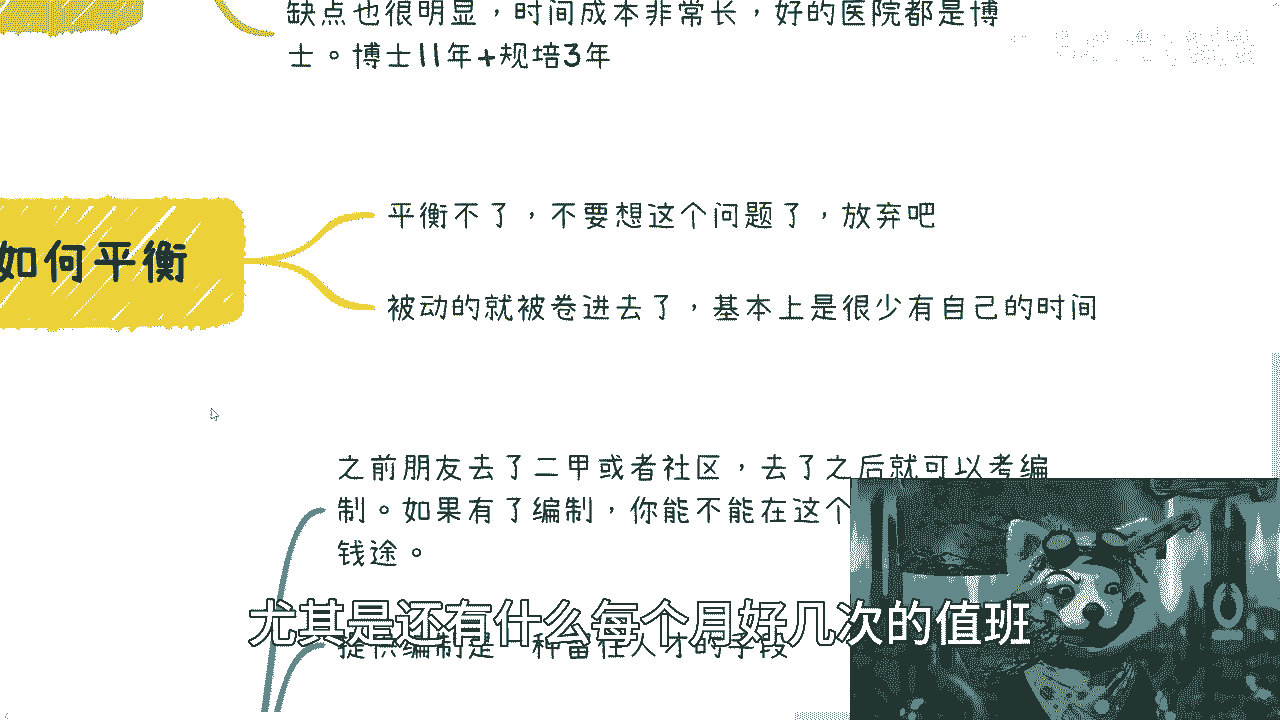 缺点也很明显，时间成本非常长，好的医院都是博
士。博士11年+规培3年
如何平衡
平衡不了，不要想这个问题了，放弃吧
被动的就被卷进去了，基本上是很少有自己的时间
之前朋友去了二甲或者社区，去了之后就可以考编
制。如果有了编制，你能不能在这个
钱途。
尤其是还有什么每个月好几次的值班
提供编制是一种留住人才的手段